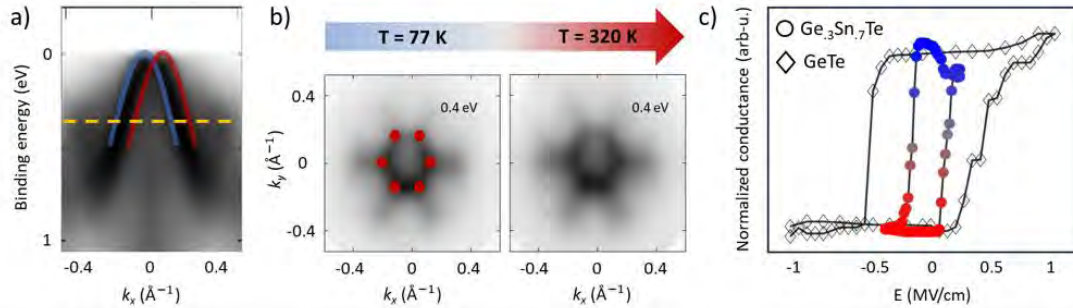 a)
0
Binding energy (eV)
1
-0.4
0
0.4
kx (Å⁻¹)
b)
T = 77 K
T = 320 K
0.4
0
-0.4
ky (Å⁻¹)
0.4 eV
-0.4
0
0.4
kx (Å⁻¹)
0.4 eV
-0.4
0
0.4
kx (Å⁻¹)
c)
Ge.3Sn.7Te
GeTe
Normalized conductance (arb-u.)
-1
-0.5
0
0.5
1
E (MV/cm)